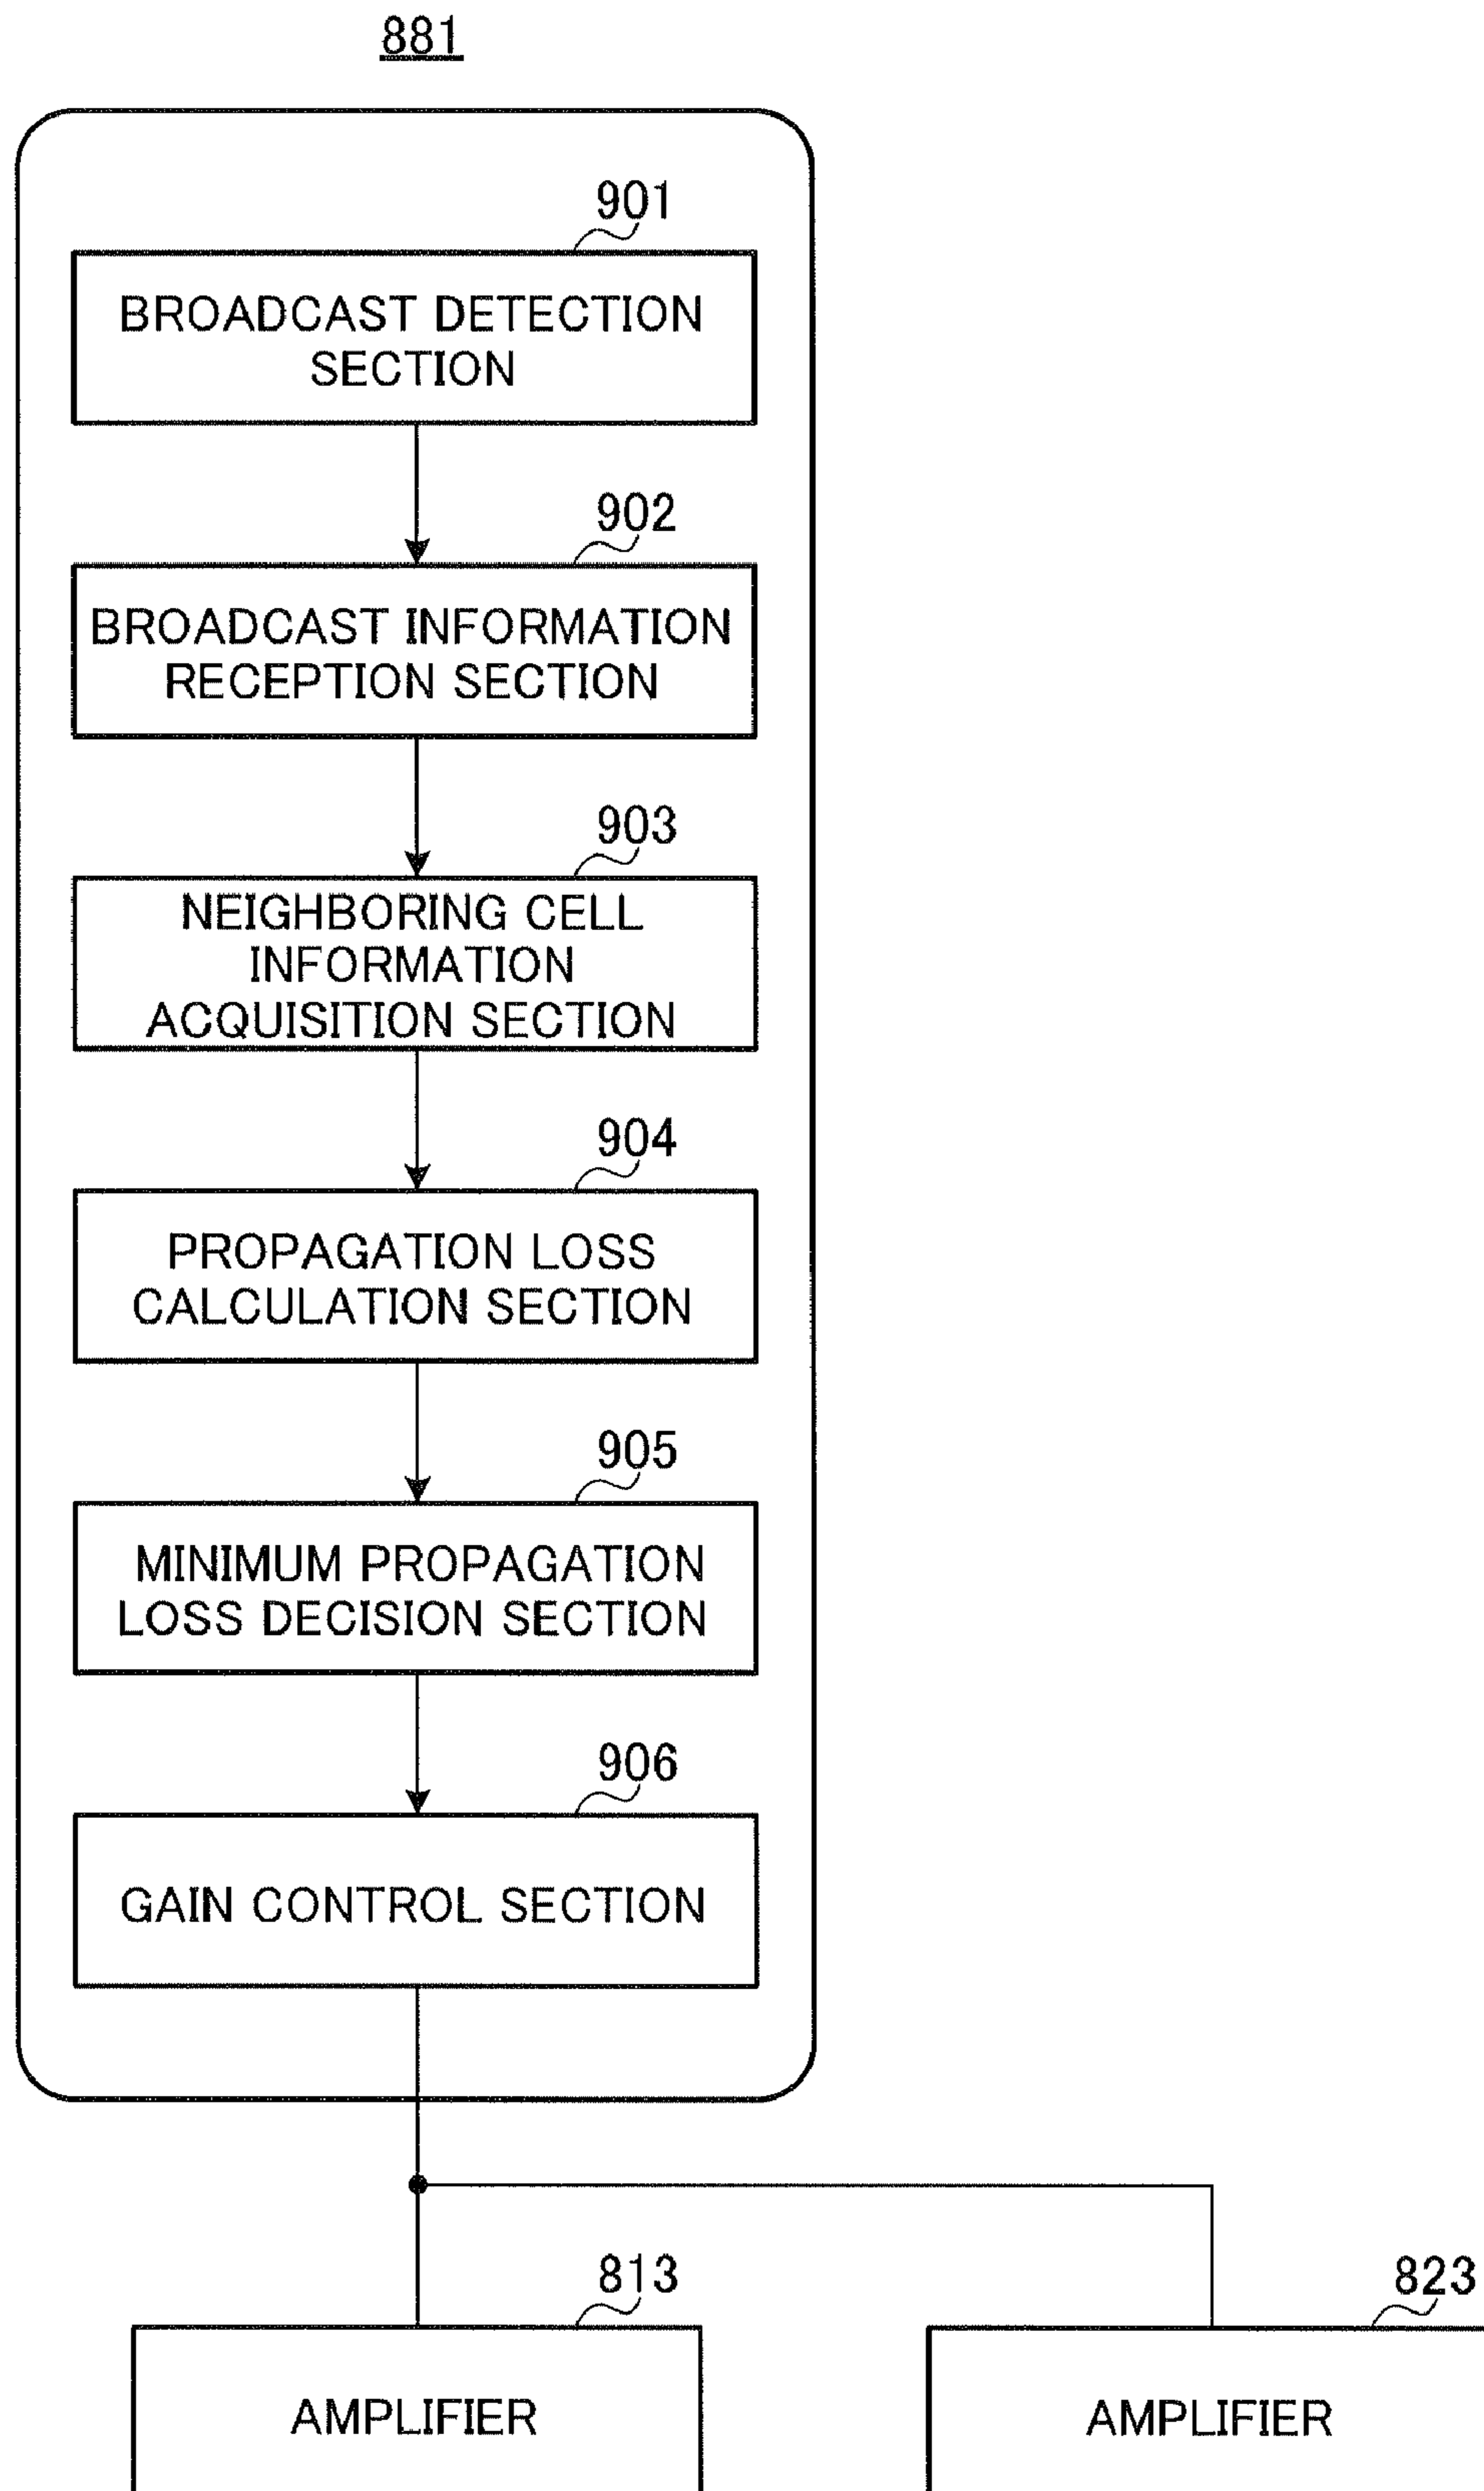 881
901
BROADCAST DETECTION
SECTION
902
BROADCAST INFORMATION
RECEPTION SECTION
903
NEIGHBORING CELL
INFORMATION
ACQUISITION SECTION
904
PROPAGATION LOSS
CALCULATION SECTION
905
MINIMUM PROPAGATION
LOSS DECISION SECTION
906
GAIN CONTROL SECTION
813
AMPLIFIER
823
AMPLIFIER